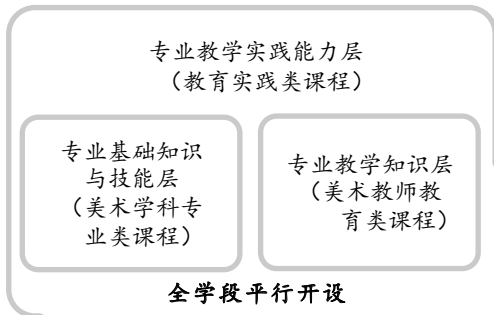 专业教学实践能力层
（教育实践类课程）
专业基础知识
与技能层
（美术学科专
业类课程）
专业教学知识层
（美术教师教
育类课程）
全学段平行开设